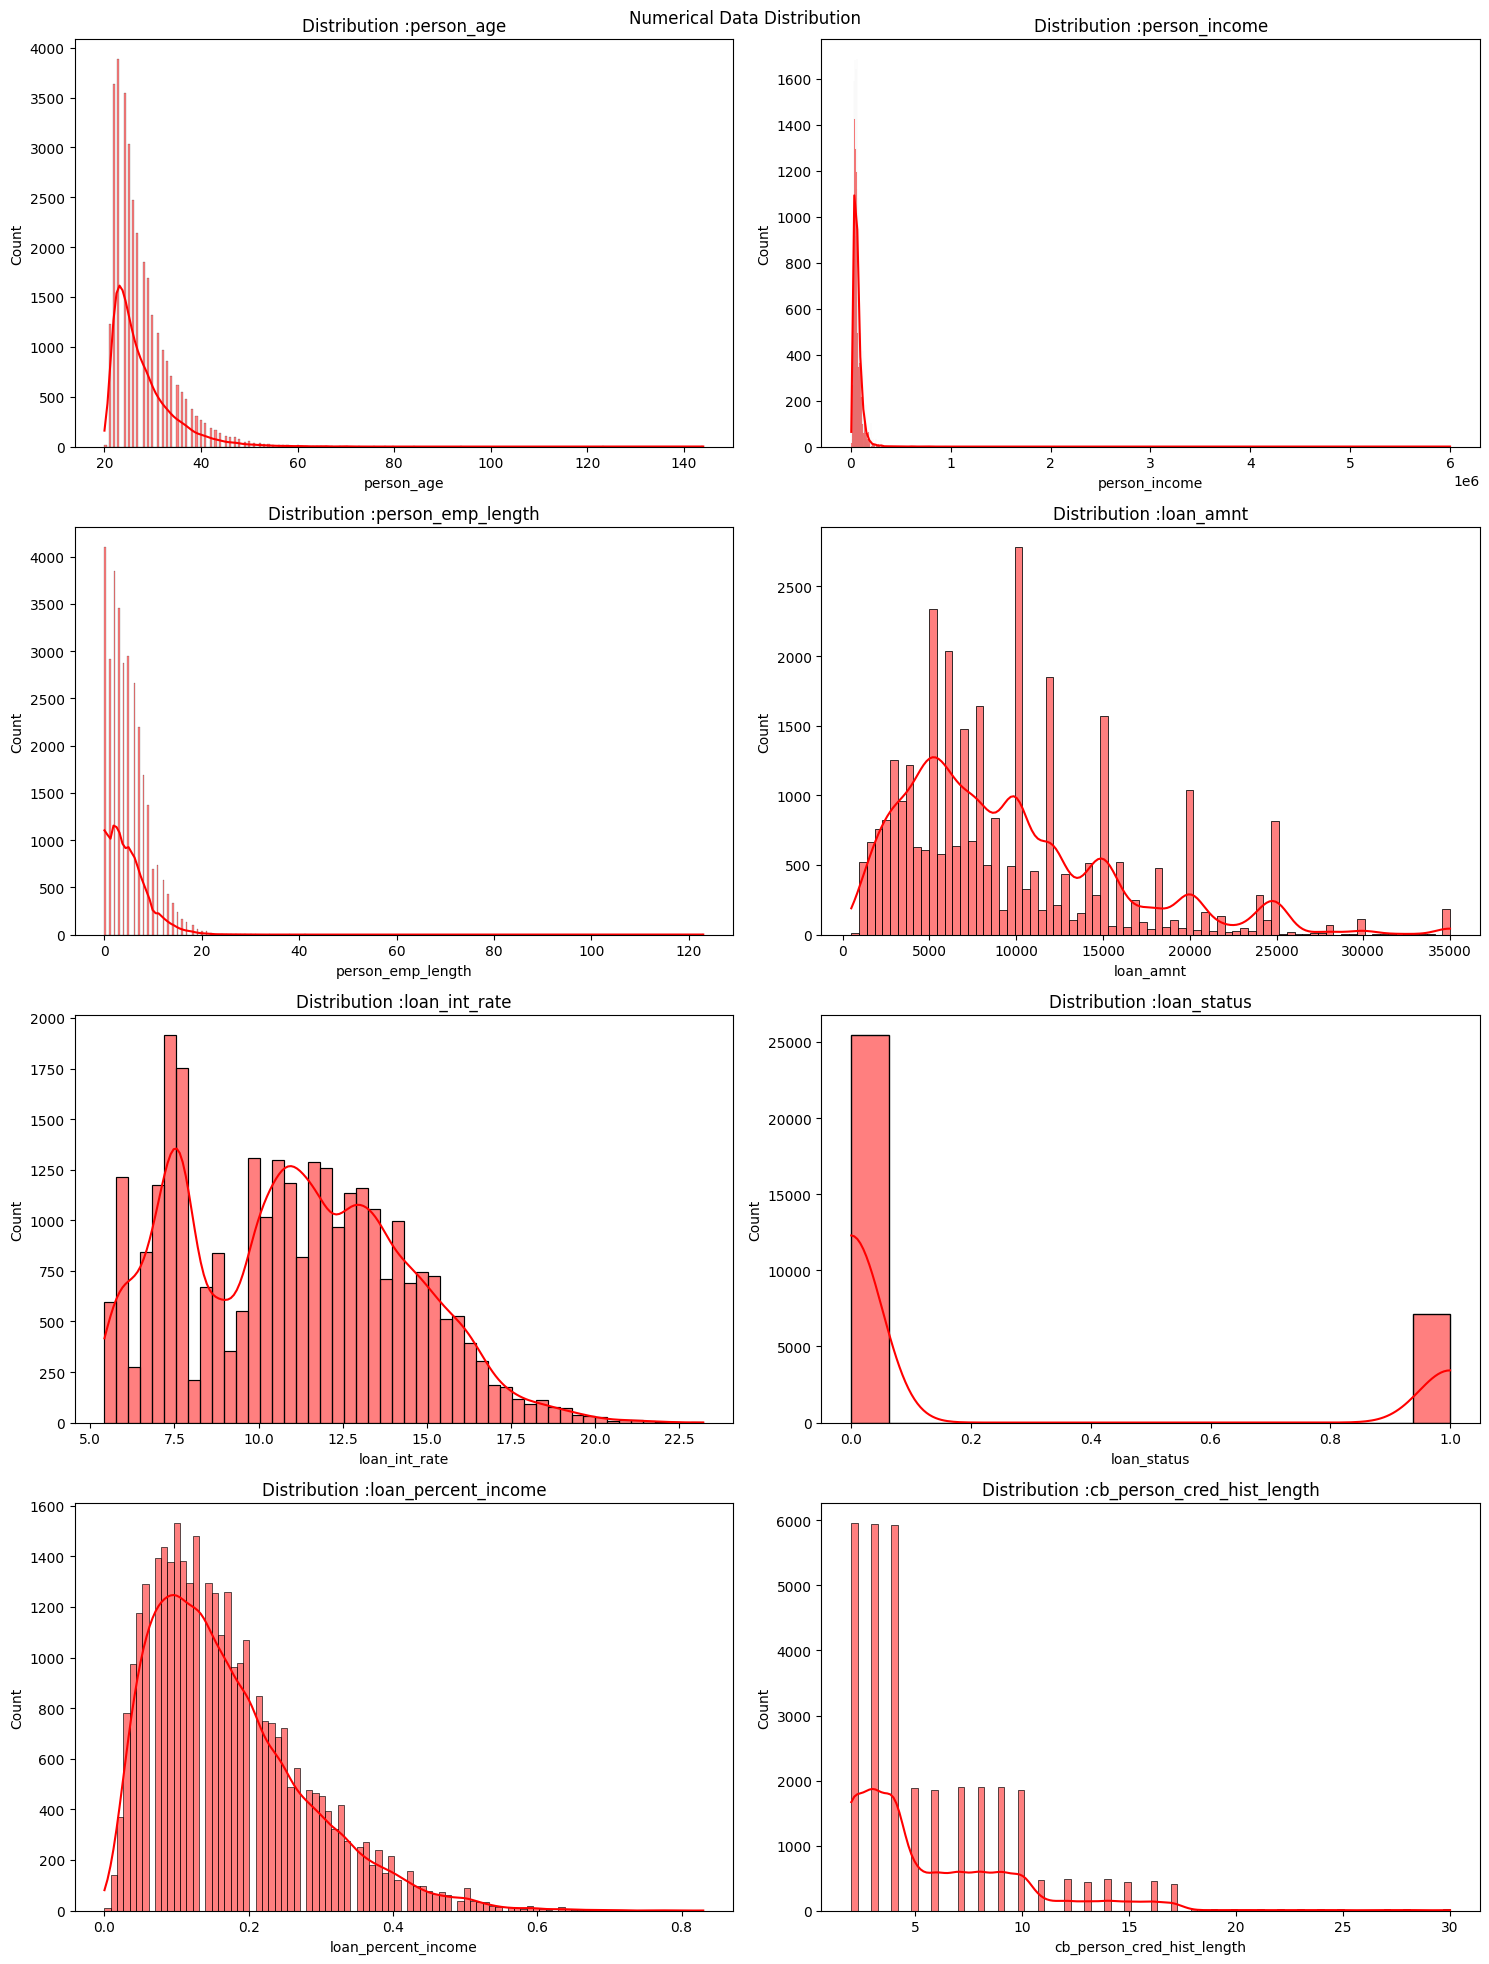 Numerical Data Distribution
Distribution :person_age
Count
4000
3500
3000
2500
2000
1500
1000
500
0
20 40 60 80 100 120 140
person_age
Distribution :person_income
Count
1600
1400
1200
1000
800
600
400
200
0
0 1 2 3 4 5 6
1e6
person_income
Distribution :person_emp_length
Count
4000
3500
3000
2500
2000
1500
1000
500
0
0 20 40 60 80 100 120
person_emp_length
Distribution :loan_amnt
Count
2500
2000
1500
1000
500
0
0 5000 10000 15000 20000 25000 30000 35000
loan_amnt
Distribution :loan_int_rate
Count
2000
1750
1500
1250
1000
750
500
250
0
5.0 7.5 10.0 12.5 15.0 17.5 20.0 22.5
loan_int_rate
Distribution :loan_status
Count
25000
20000
15000
10000
5000
0
0.0 0.2 0.4 0.6 0.8 1.0
loan_status
Distribution :loan_percent_income
Count
1600
1400
1200
1000
800
600
400
200
0
0.0 0.2 0.4 0.6 0.8
loan_percent_income
Distribution :cb_person_cred_hist_length
Count
6000
5000
4000
3000
2000
1000
0
5 10 15 20 25 30
cb_person_cred_hist_length